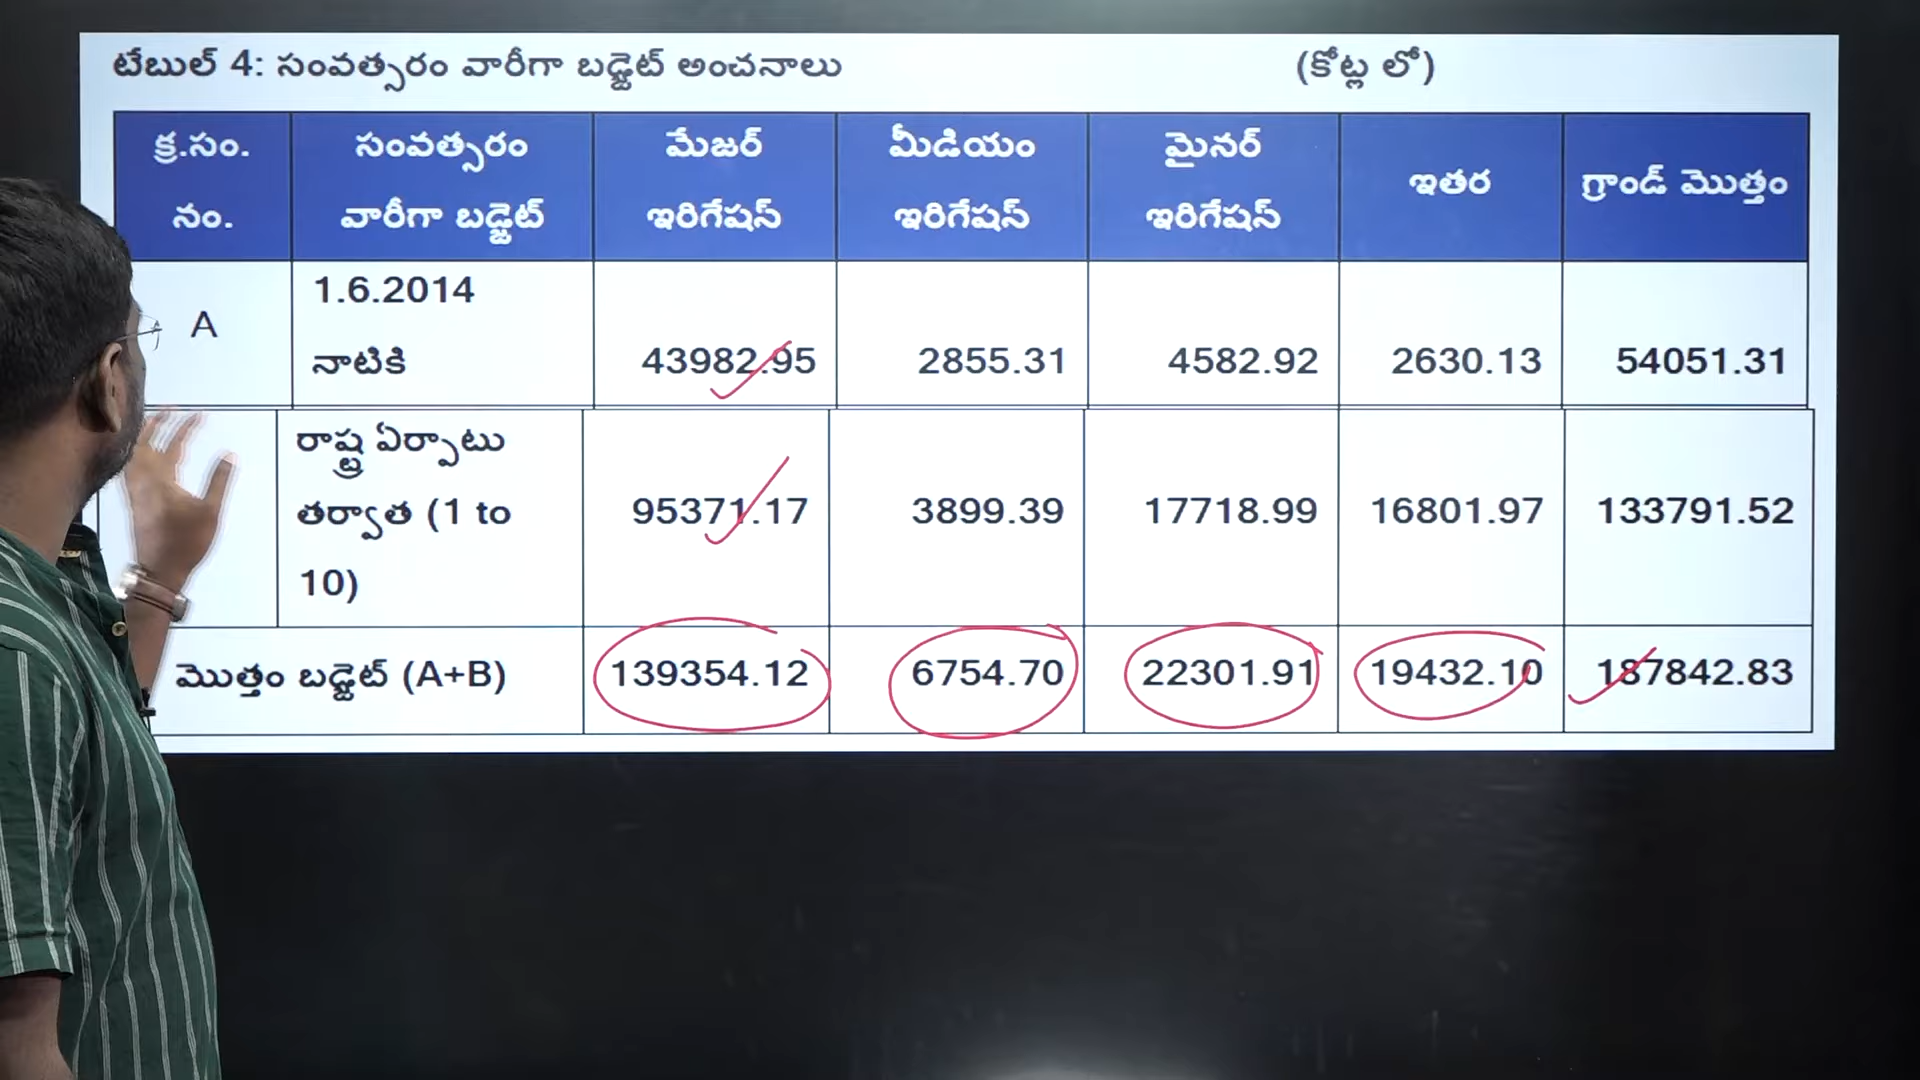 టేబుల్ 4: సంవత్సరం వారీగా బడ్జెట్ అంచనాలు (కోట్ల లో)
క్ర.సం. నం. సంవత్సరం వారీగా బడ్జెట్ మేజర్ ఇరిగేషన్ మీడియం ఇరిగేషన్ మైనర్ ఇరిగేషన్ ఇతర గ్రాండ్ మొత్తం
A 1.6.2014 నాటికి 43982.95 2855.31 4582.92 2630.13 54051.31
రాష్ట్ర ఏర్పాటు తర్వాత (1 to 10) 95371.17 3899.39 17718.99 16801.97 133791.52
మొత్తం బడ్జెట్ (A+B) 139354.12 6754.70 22301.91 19432.10 187842.83